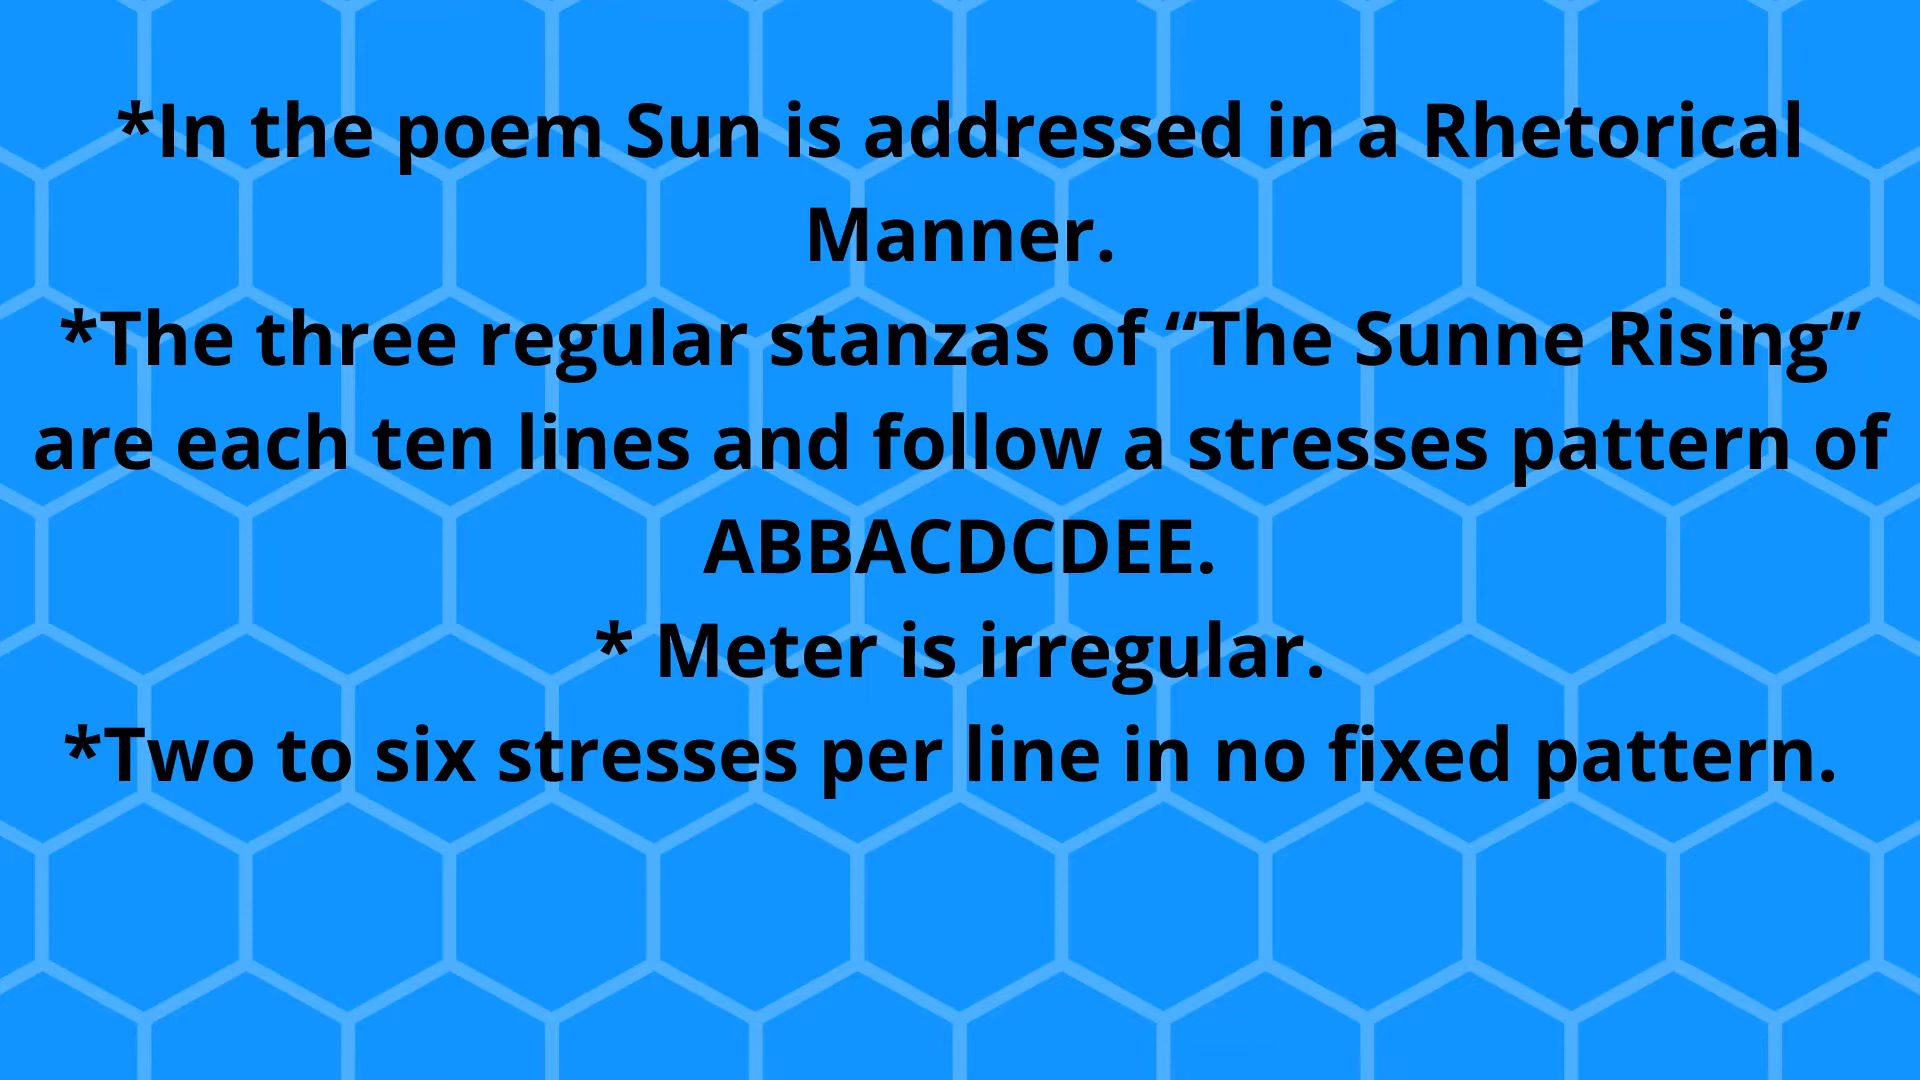 *In the poem Sun is addressed in a Rhetorical
Manner.
*The three regular stanzas of “The Sunne Rising”
are each ten lines and follow a stresses pattern of
ABBACDCDEE.
* Meter is irregular.
*Two to six stresses per line in no fixed pattern.